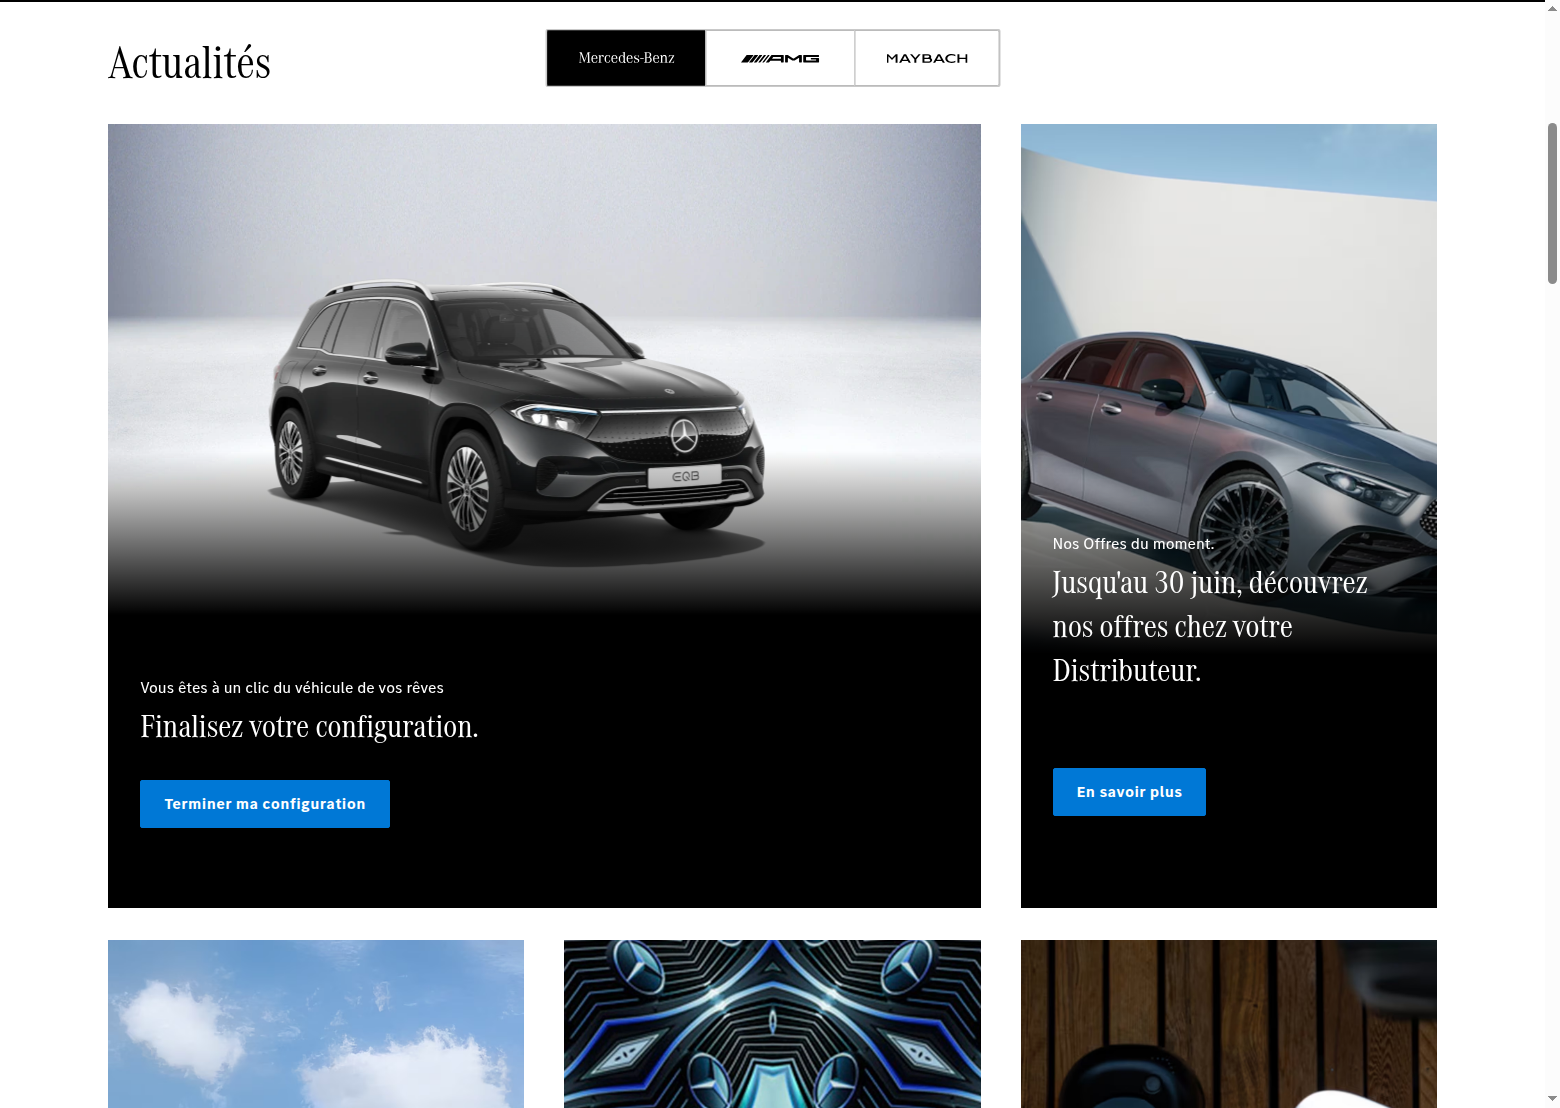 Actualités
Mercedes-Benz
AMG
MAYBACH
EQB
Vous êtes à un clic du véhicule de vos rêves
Finalisez votre configuration.
Terminer ma configuration
Nos Offres du moment.
Jusqu'au 30 juin, découvrez
nos offres chez votre
Distributeur.
En savoir plus